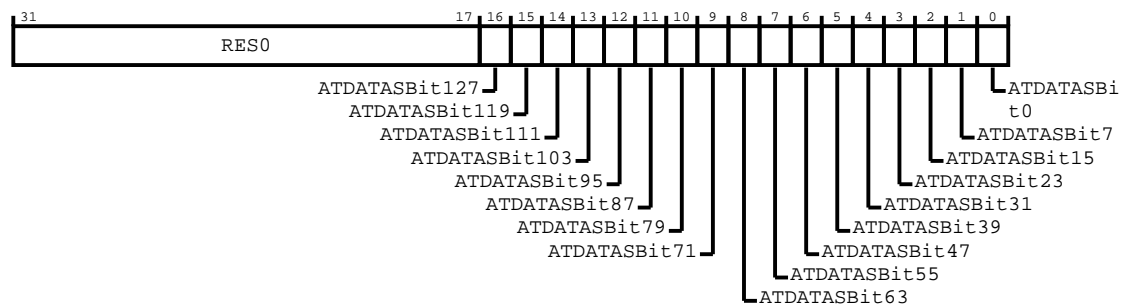 31 17 16 15 14 13 12 11 10 9 8 7 6 5 4 3 2 1 0
RES0
ATDATASBit127
ATDATASBi
t0
ATDATASBit119
ATDATASBit111
ATDATASBit7
ATDATASBit103
ATDATASBit15
ATDATASBit95
ATDATASBit23
ATDATASBit87
ATDATASBit31
ATDATASBit79
ATDATASBit39
ATDATASBit71
ATDATASBit47
ATDATASBit55
ATDATASBit63